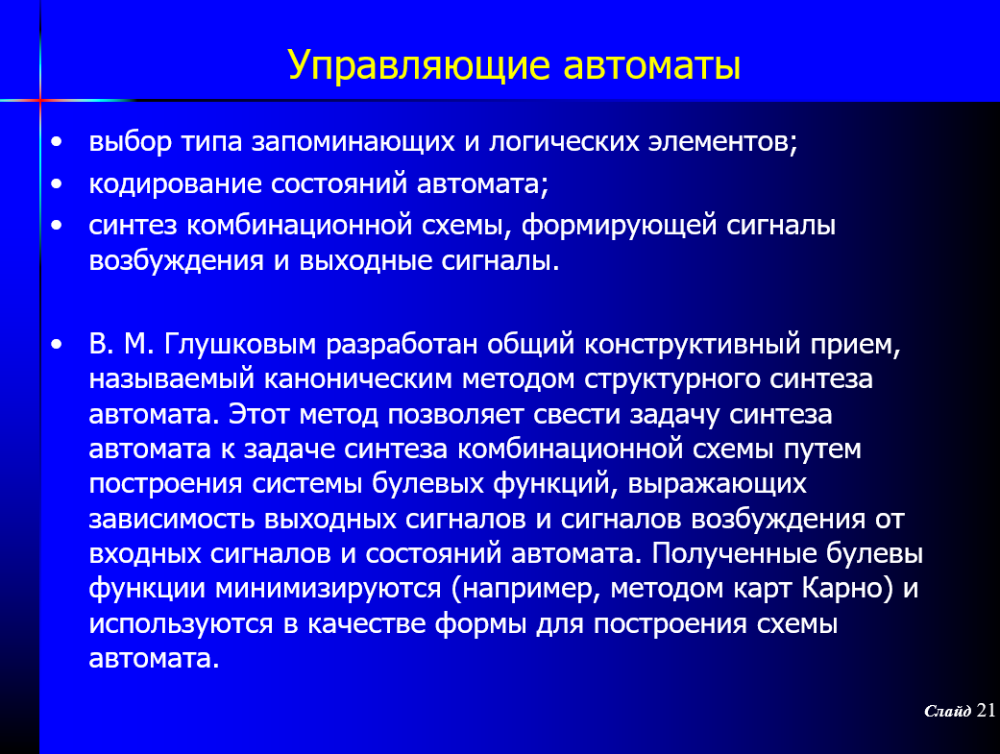 Управляющие автоматы
• выбор типа запоминающих и логических элементов;
• кодирование состояний автомата;
• синтез комбинационной схемы, формирующей сигналы
возбуждения и выходные сигналы.
• В. М. Глушковым разработан общий конструктивный прием,
называемый каноническим методом структурного синтеза
автомата. Этот метод позволяет свести задачу синтеза
автомата к задаче синтеза комбинационной схемы путем
построения системы булевых функций, выражающих
зависимость выходных сигналов и сигналов возбуждения от
входных сигналов и состояний автомата. Полученные булевы
функции минимизируются (например, методом карт Карно) и
используются в качестве формы для построения схемы
автомата.
Слайд 21